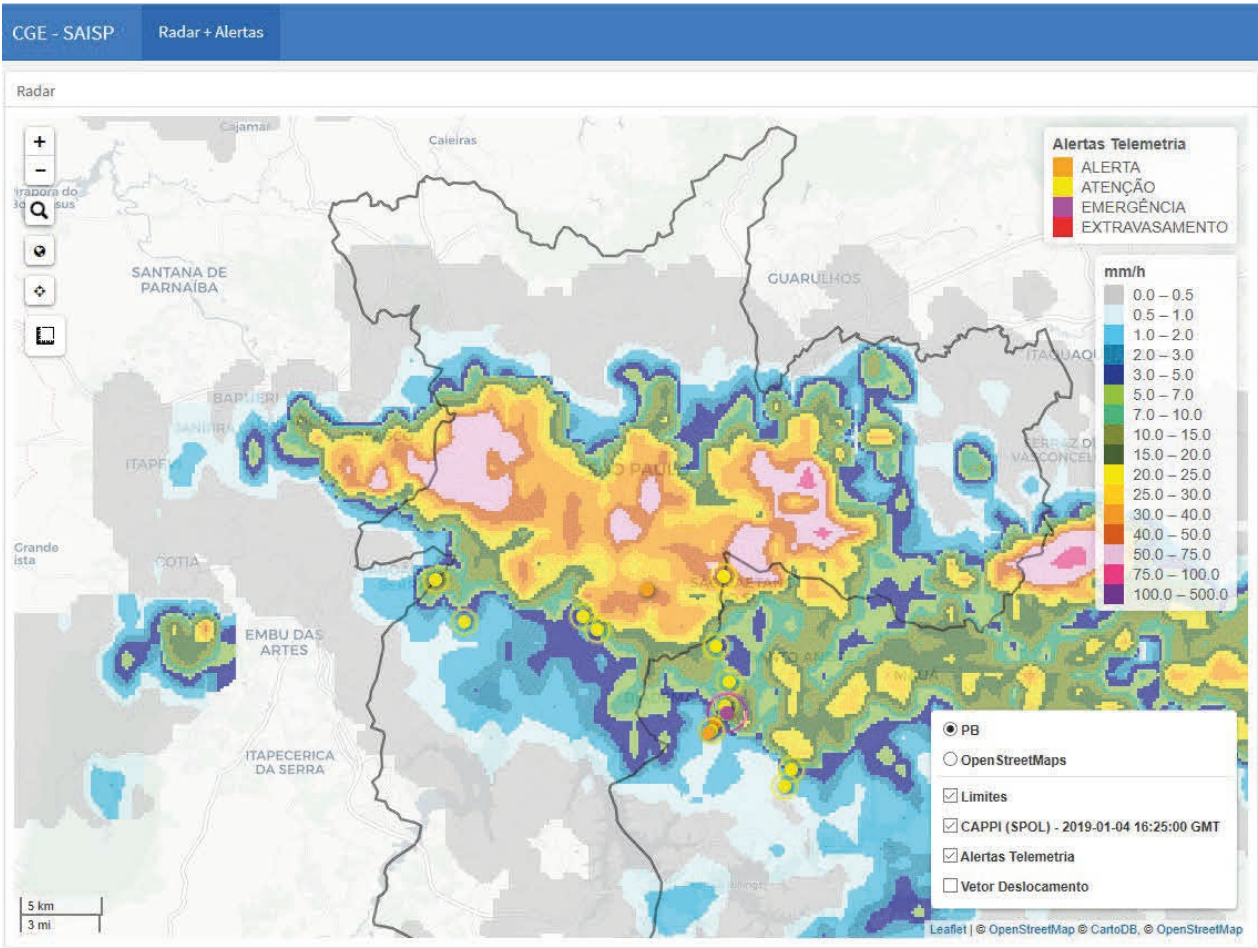 CGE - SAISP
Radar + Alertas
Radar
Cajamar
Caieiras
SANTANA DE
PARNAÍBA
GUARULHOS
BARUERI
JANDIRA
SÃO PAULO
Grande
COTIA
EMBU DAS
ARTES
ITAPECERICA
DA SERRA
MAUÁ
+
−
Alertas Telemetria
ALERTA
ATENÇÃO
EMERGÊNCIA
EXTRAVASAMENTO
mm/h
0.0 – 0.5
0.5 – 1.0
1.0 – 2.0
2.0 – 3.0
3.0 – 5.0
5.0 – 7.0
7.0 – 10.0
10.0 – 15.0
15.0 – 20.0
20.0 – 25.0
25.0 – 30.0
30.0 – 40.0
40.0 – 50.0
50.0 – 75.0
75.0 – 100.0
100.0 – 500.0
PB
OpenStreetMaps
Limites
CAPPI (SPOL) - 2019-01-04 16:25:00 GMT
Alertas Telemetria
Vetor Deslocamento
5 km
3 mi
Leaflet | © OpenStreetMap © CartoDB, © OpenStreetMap